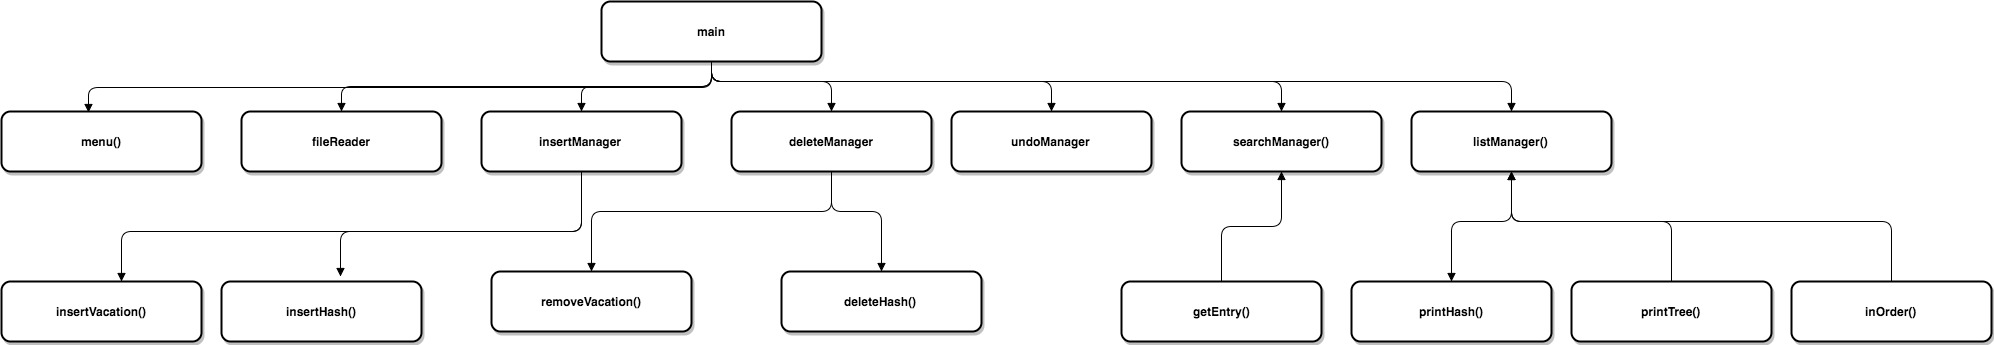 main
menu()
fileReader
insertManager
deleteManager
undoManager
searchManager()
listManager()
insertVacation()
insertHash()
removeVacation()
deleteHash()
getEntry()
printHash()
printTree()
inOrder()